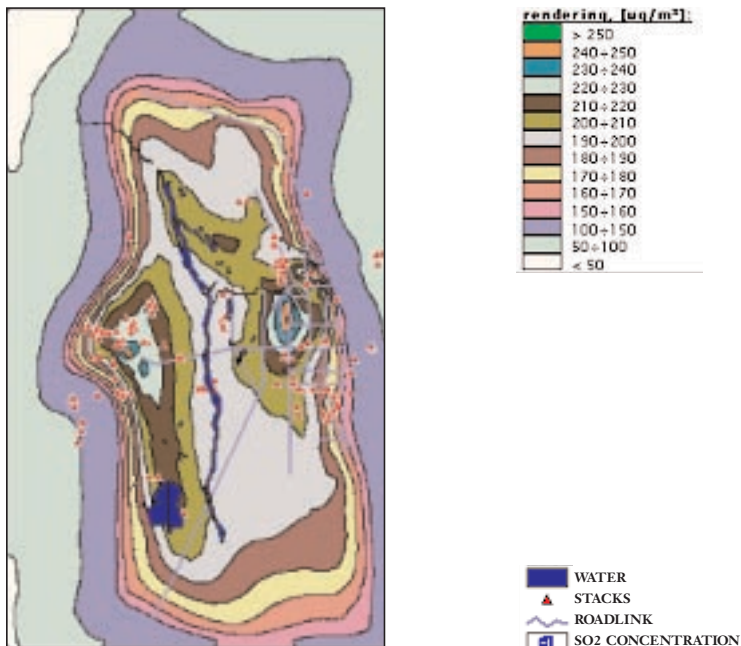 rendering, [ug/m³]:
> 250
240÷250
230÷240
220÷230
210÷220
200÷210
190÷200
180÷190
170÷180
160÷170
150÷160
100÷150
50÷100
< 50
WATER
STACKS
ROADLINK
SO2 CONCENTRATION